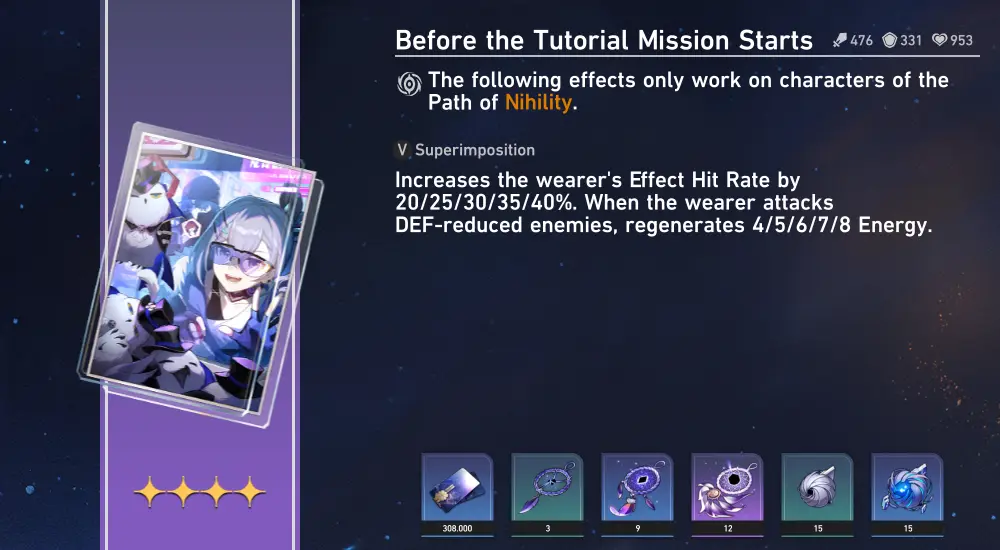 Before the Tutorial Mission Starts 476 331 953
The following effects only work on characters of the
Path of Nihility.
V Superimposition
Increases the wearer's Effect Hit Rate by
20/25/30/35/40%. When the wearer attacks
DEF-reduced enemies, regenerates 4/5/6/7/8 Energy.
308.000 3 9 12 15 15